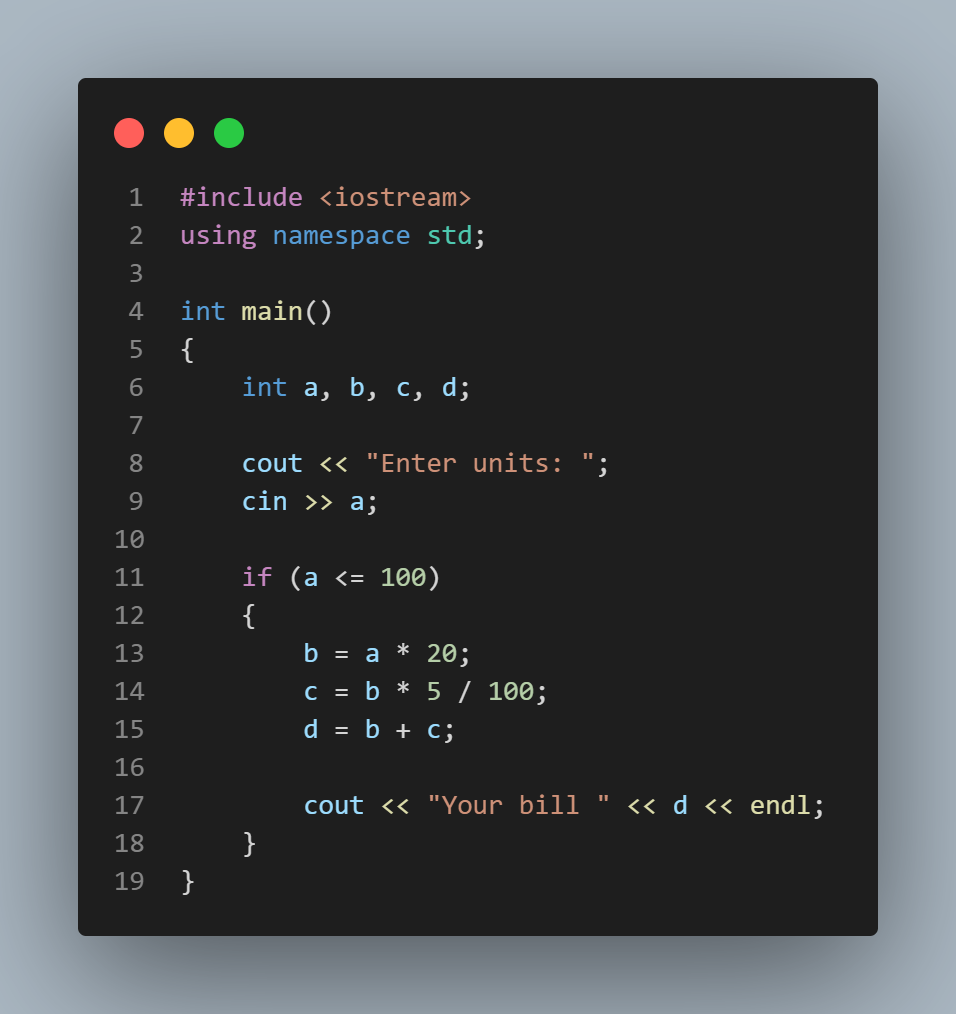 1 #include <iostream>
2 using namespace std;
3
4 int main()
5 {
6     int a, b, c, d;
7
8     cout << "Enter units: ";
9     cin >> a;
10
11     if (a <= 100)
12     {
13         b = a * 20;
14         c = b * 5 / 100;
15         d = b + c;
16
17         cout << "Your bill " << d << endl;
18     }
19 }